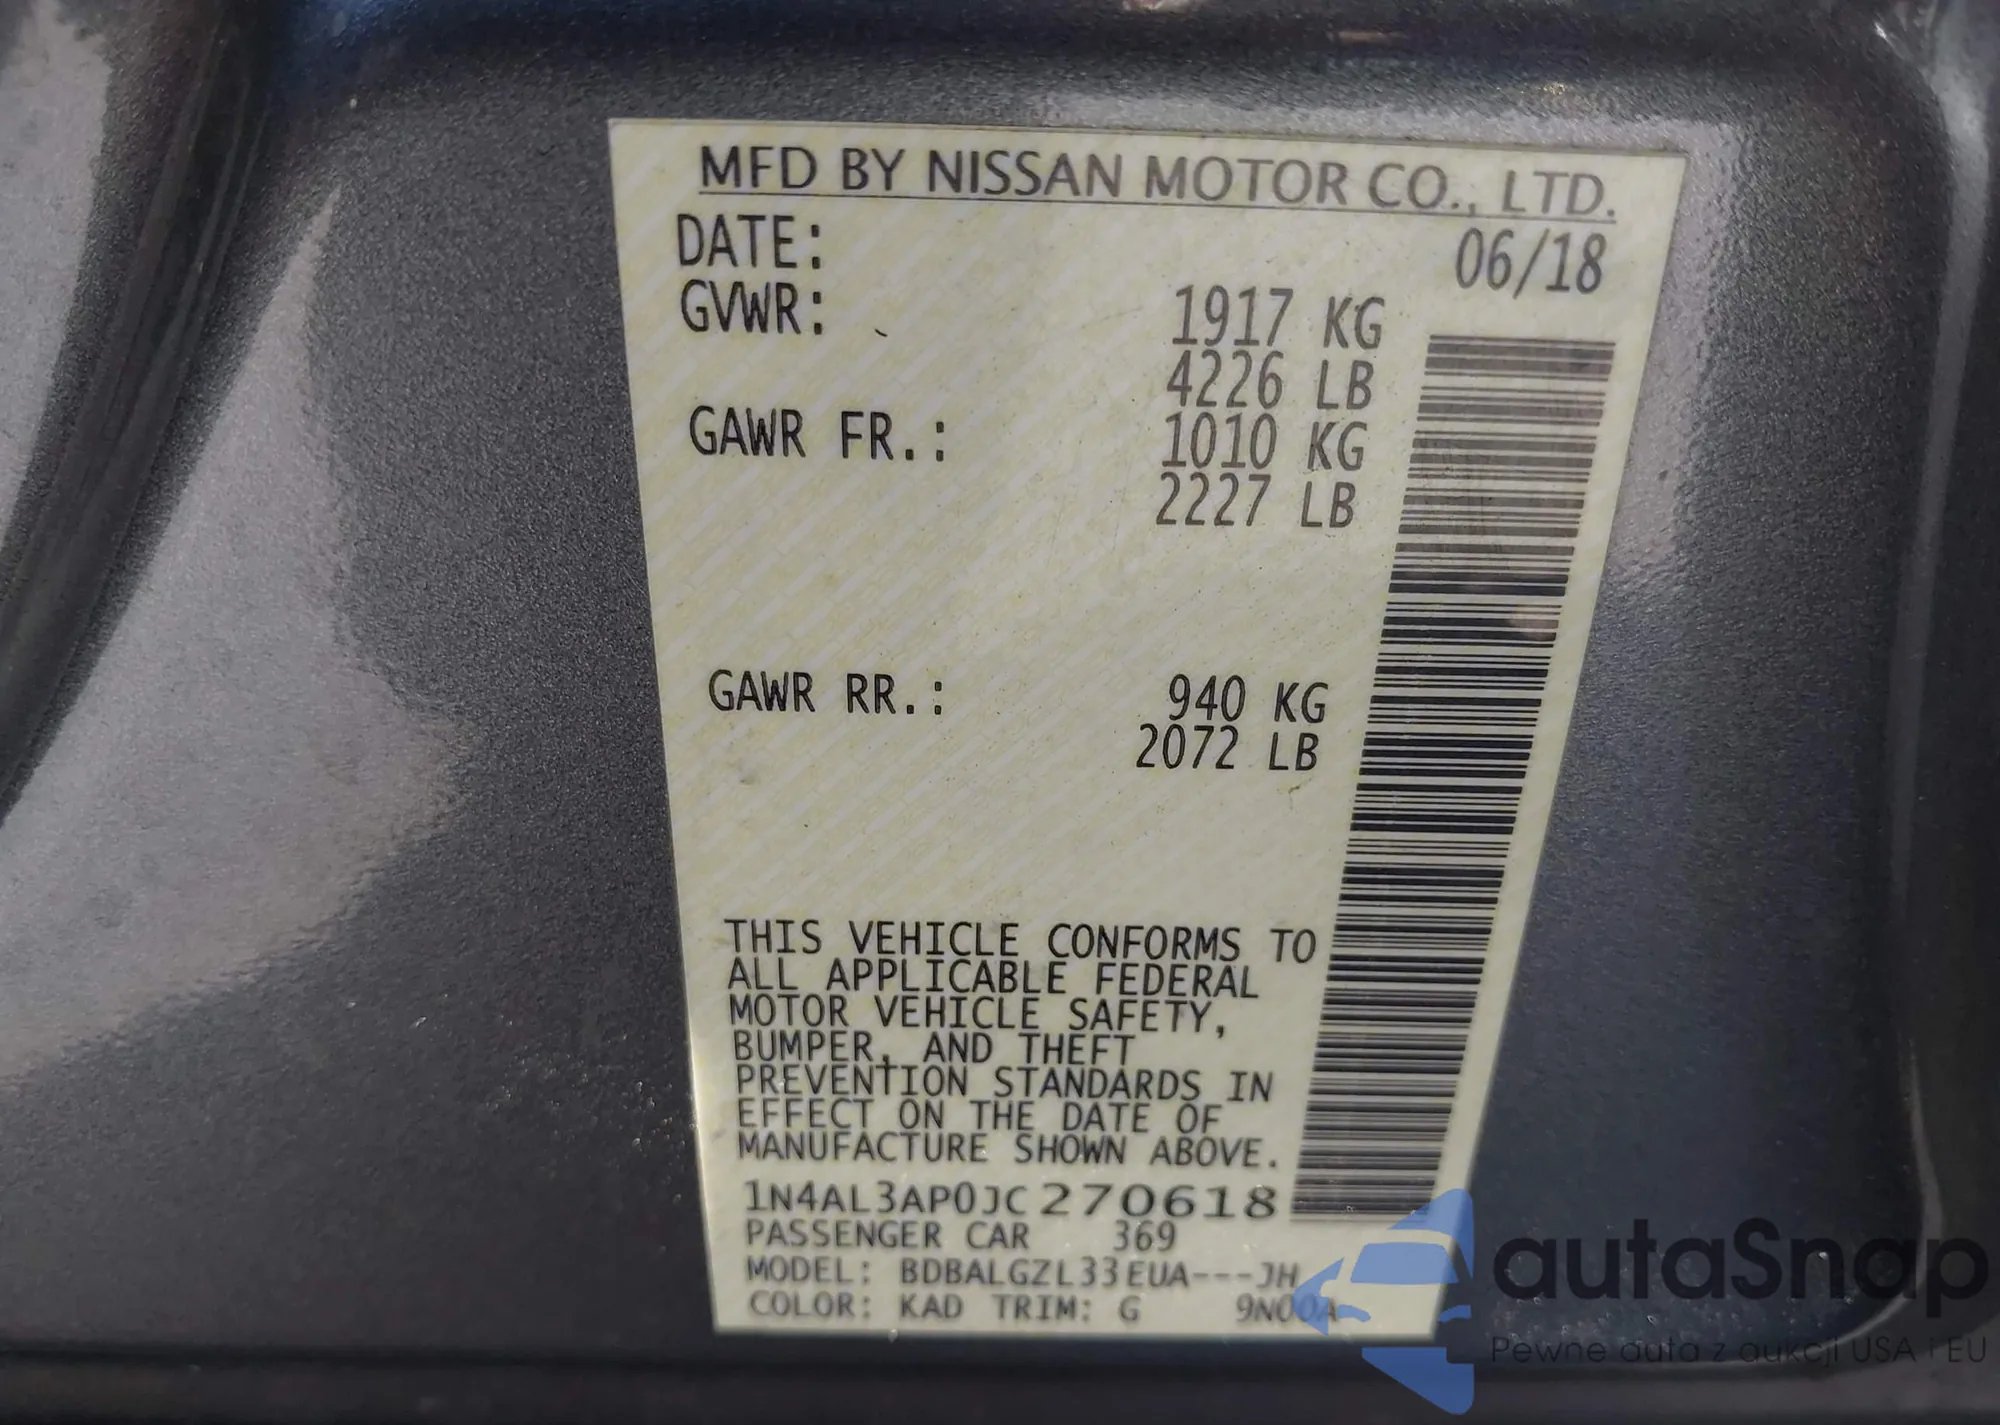 MFD BY NISSAN MOTOR CO., LTD.
DATE: 06/18
GVWR: 1917 KG
4226 LB
GAWR FR.: 1010 KG
2227 LB
GAWR RR.: 940 KG
2072 LB
THIS VEHICLE CONFORMS TO
ALL APPLICABLE FEDERAL
MOTOR VEHICLE SAFETY,
BUMPER, AND THEFT
PREVENTION STANDARDS IN
EFFECT ON THE DATE OF
MANUFACTURE SHOWN ABOVE.
1N4AL3AP0JC270618
PASSENGER CAR 369
MODEL: BDBALGZL33EUA---JH
COLOR: KAD TRIM: G 9N00A
autaSnap
Pewne auta z aukcji USA i EU